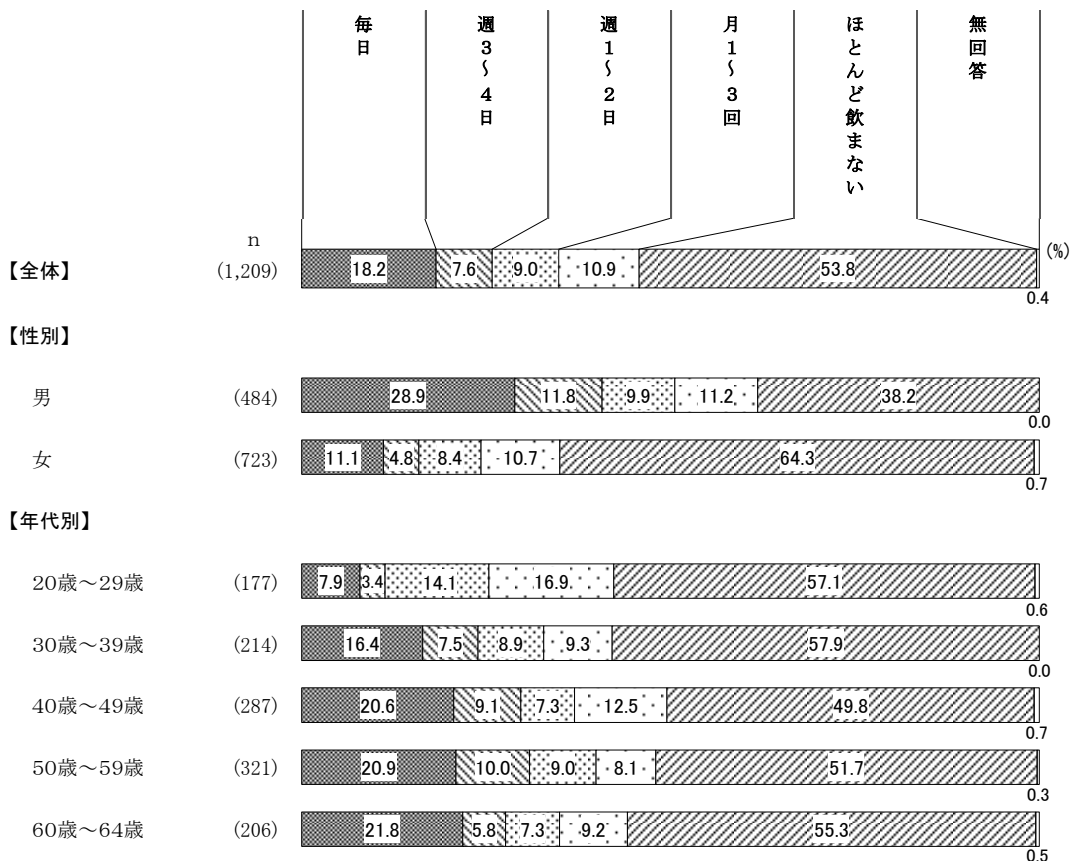 毎日
週3～4日
週1～2日
月1～3回
ほとんど飲まない
無回答
n
(%)
【全体】 (1,209) 18.2 7.6 9.0 10.9 53.8
0.4
【性別】
男 (484) 28.9 11.8 9.9 11.2 38.2
0.0
女 (723) 11.1 4.8 8.4 10.7 64.3
0.7
【年代別】
20歳～29歳 (177) 7.9 3.4 14.1 16.9 57.1
0.6
30歳～39歳 (214) 16.4 7.5 8.9 9.3 57.9
0.0
40歳～49歳 (287) 20.6 9.1 7.3 12.5 49.8
0.7
50歳～59歳 (321) 20.9 10.0 9.0 8.1 51.7
0.3
60歳～64歳 (206) 21.8 5.8 7.3 9.2 55.3
0.5